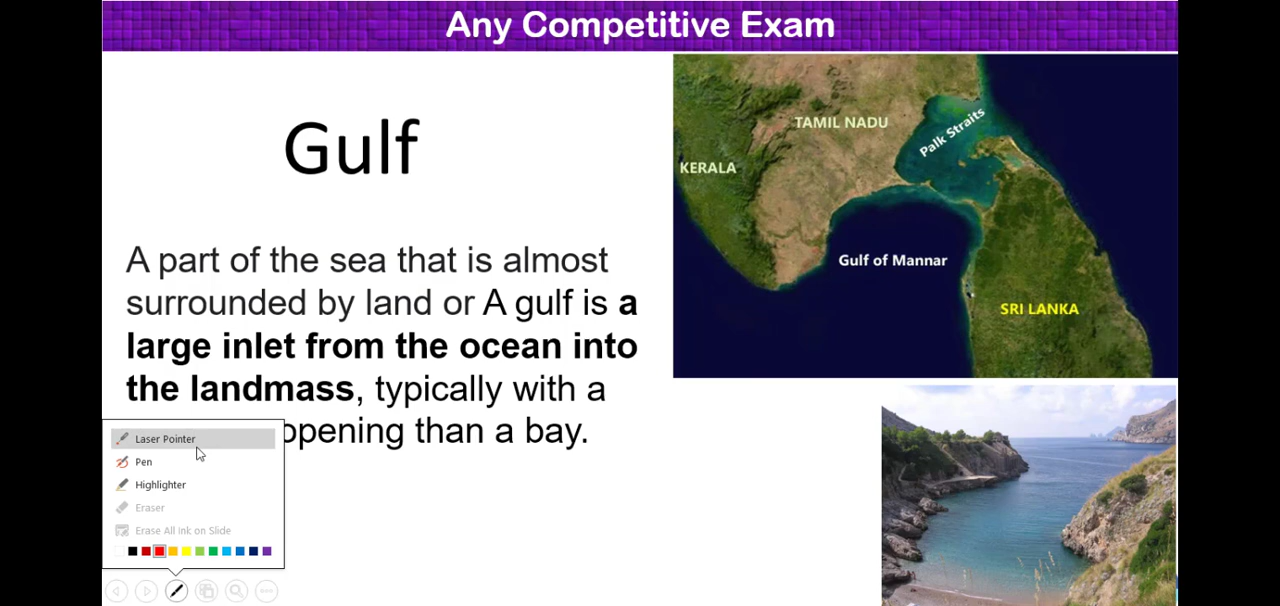 Any Competitive Exam
Gulf
A part of the sea that is almost
surrounded by land or A gulf is a
large inlet from the ocean into
the landmass, typically with a
opening than a bay.
TAMIL NADU
Palk Straits
KERALA
Gulf of Mannar
SRI LANKA
Laser Pointer
Pen
Highlighter
Eraser
Erase All Ink on Slide